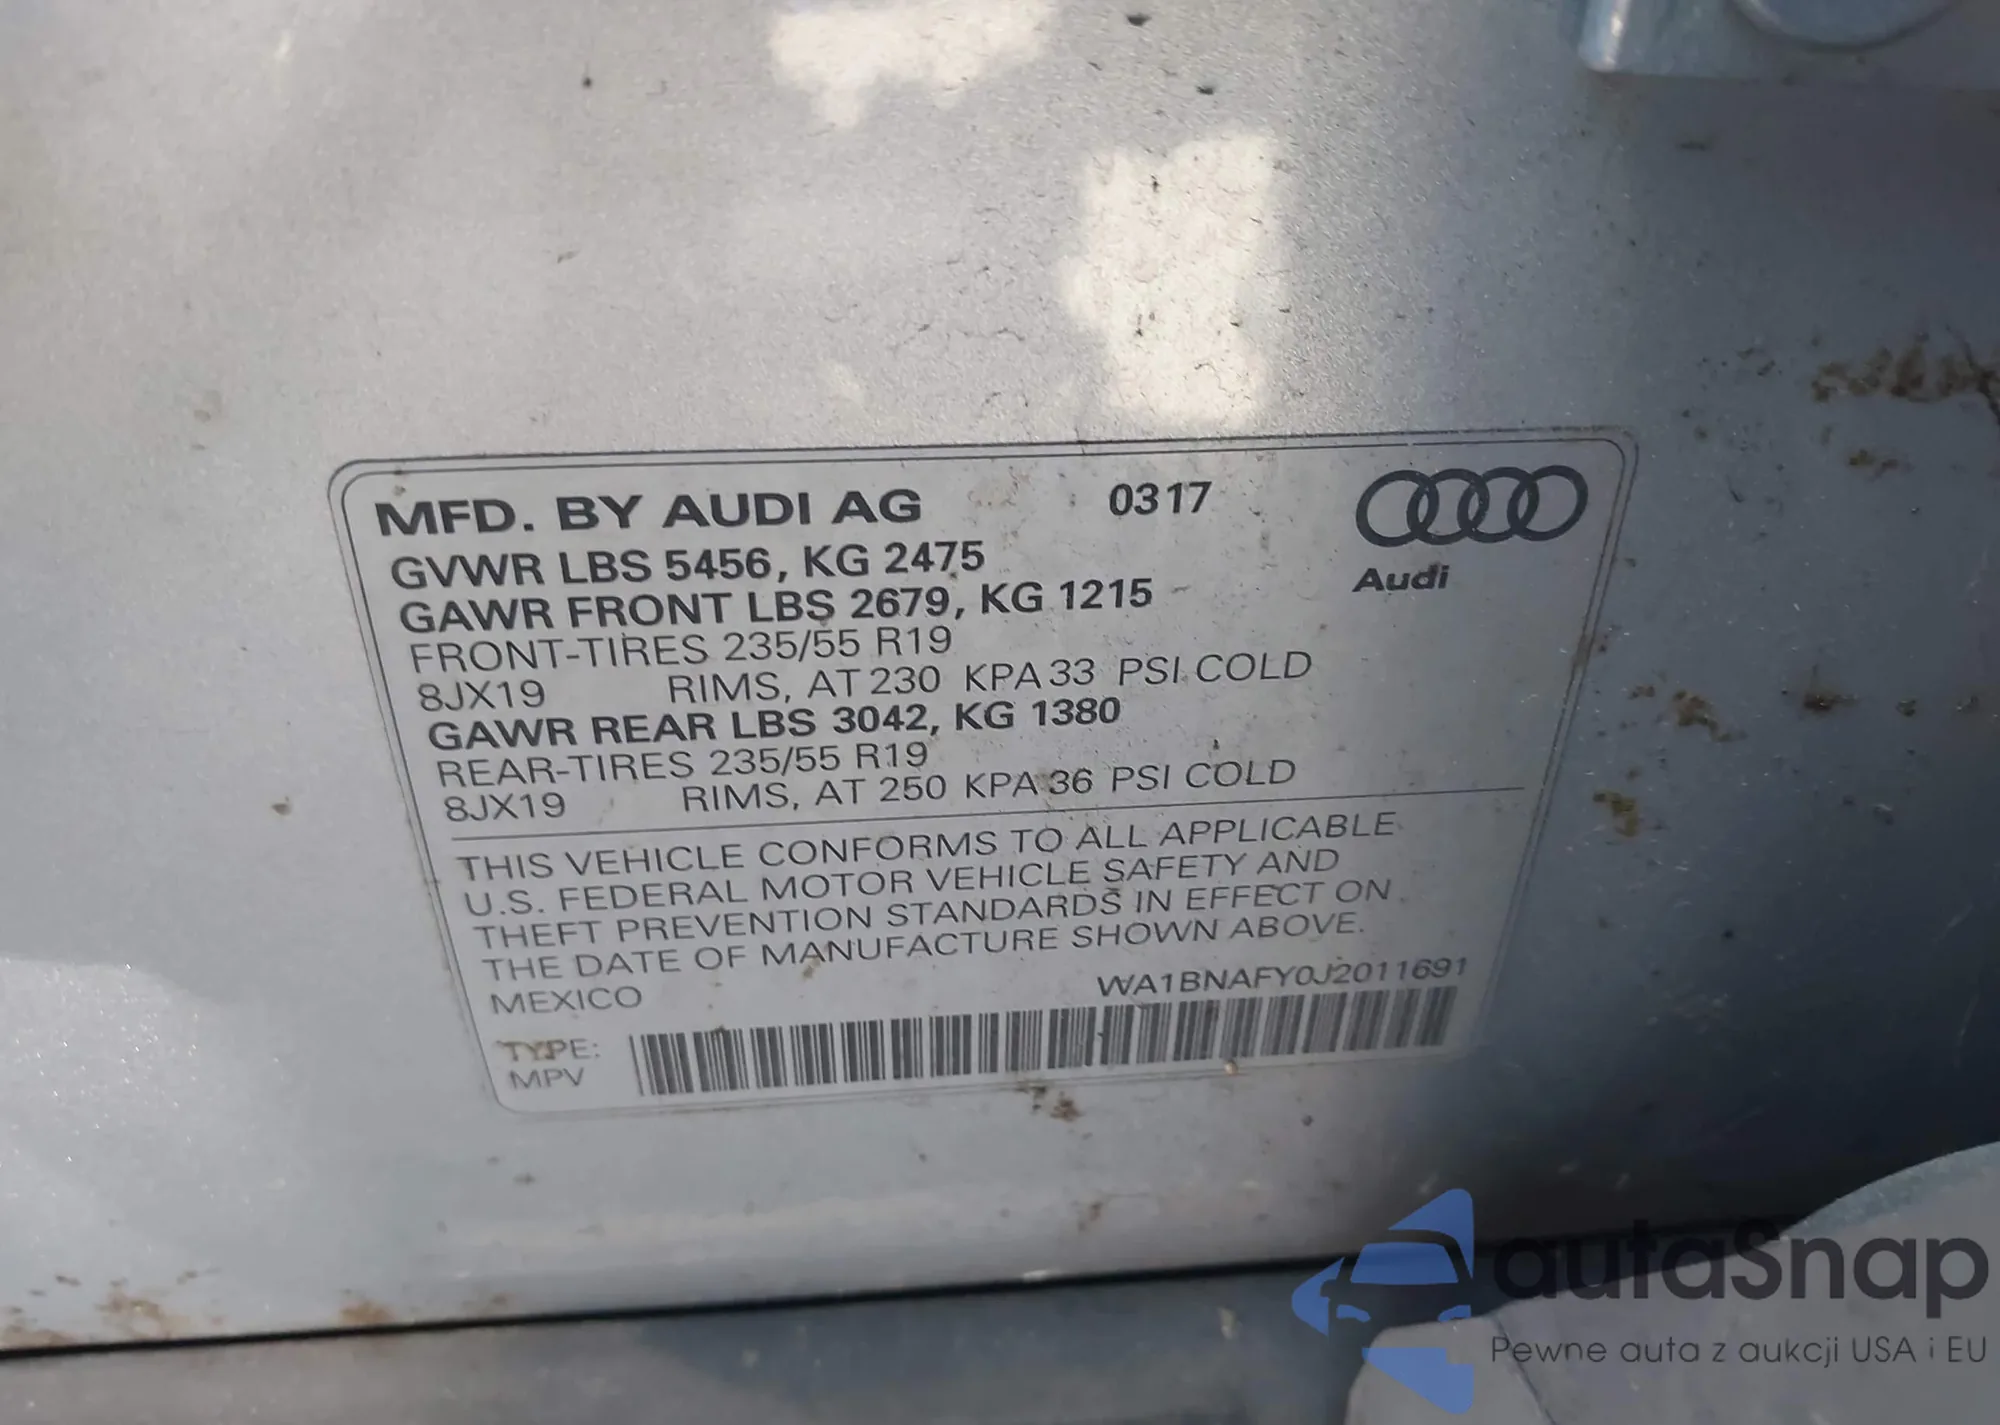 MFD. BY AUDI AG 0317
GVWR LBS 5456, KG 2475
GAWR FRONT LBS 2679, KG 1215
Audi
FRONT-TIRES 235/55 R19
8JX19 RIMS, AT 230 KPA 33 PSI COLD
GAWR REAR LBS 3042, KG 1380
REAR-TIRES 235/55 R19
8JX19 RIMS, AT 250 KPA 36 PSI COLD
THIS VEHICLE CONFORMS TO ALL APPLICABLE
U.S. FEDERAL MOTOR VEHICLE SAFETY AND
THEFT PREVENTION STANDARDS IN EFFECT ON
THE DATE OF MANUFACTURE SHOWN ABOVE.
MEXICO WA1BNAFY0J2011691
TYPE:
MPV
autaSnap
Pewne auta z aukcji USA i EU